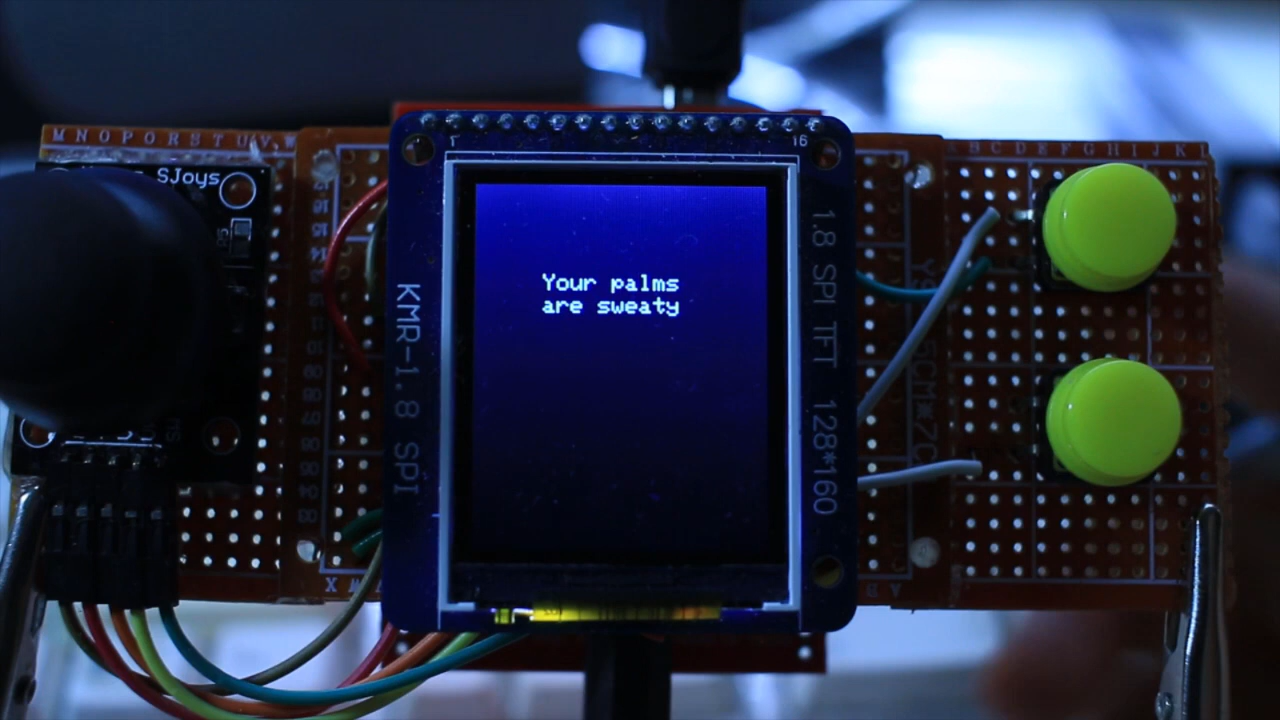 M N O P Q R S T U V W
SJoys
1 16
Your palms
are sweaty
KMR-1.8 SPI
1.8 SPI TFT 128*160